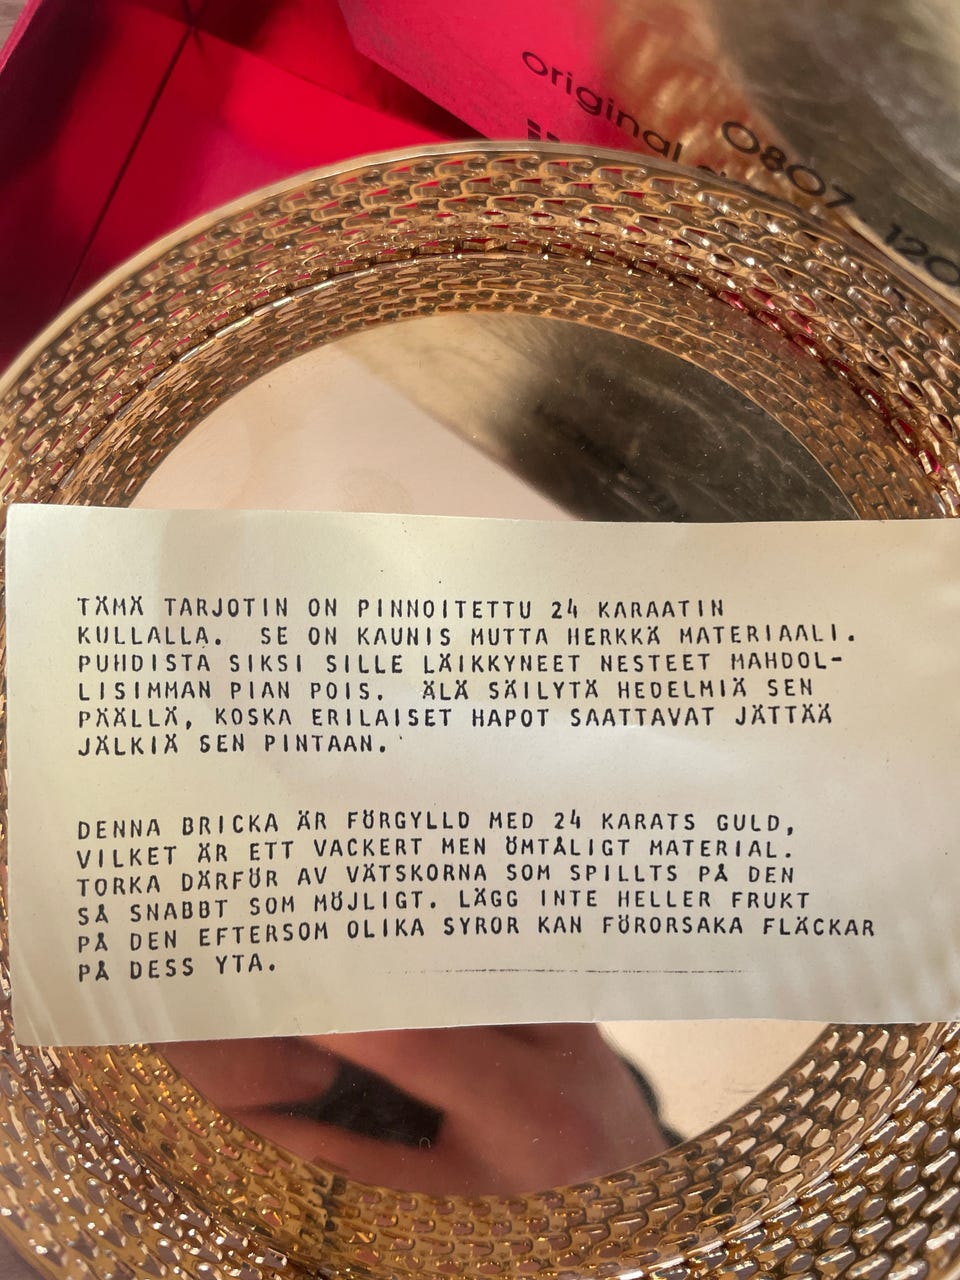 original
0807
120
TÄMÄ TARJOTIN ON PINNOITETTU 24 KARAATIN
KULLALLA. SE ON KAUNIS MUTTA HERKKÄ MATERIAALI.
PUHDISTA SIKSI SILLE LÄIKKYNEET NESTEET MAHDOL-
LISIMMAN PIAN POIS. ÄLÄ SÄILYTÄ HEDELMIÄ SEN
PÄÄLLÄ, KOSKA ERILAISET HAPOT SAATTAVAT JÄTTÄÄ
JÄLKIÄ SEN PINTAAN.
DENNA BRICKA ÄR FÖRGYLLD MED 24 KARATS GULD,
VILKET ÄR ETT VACKERT MEN ÖMTÅLIGT MATERIAL.
TORKA DÄRFÖR AV VÄTSKORNA SOM SPILLTS PÅ DEN
SÅ SNABBT SOM MÖJLIGT. LÄGG INTE HELLER FRUKT
PÅ DEN EFTERSOM OLIKA SYROR KAN FÖRORSAKA FLÄCKAR
PÅ DESS YTA.